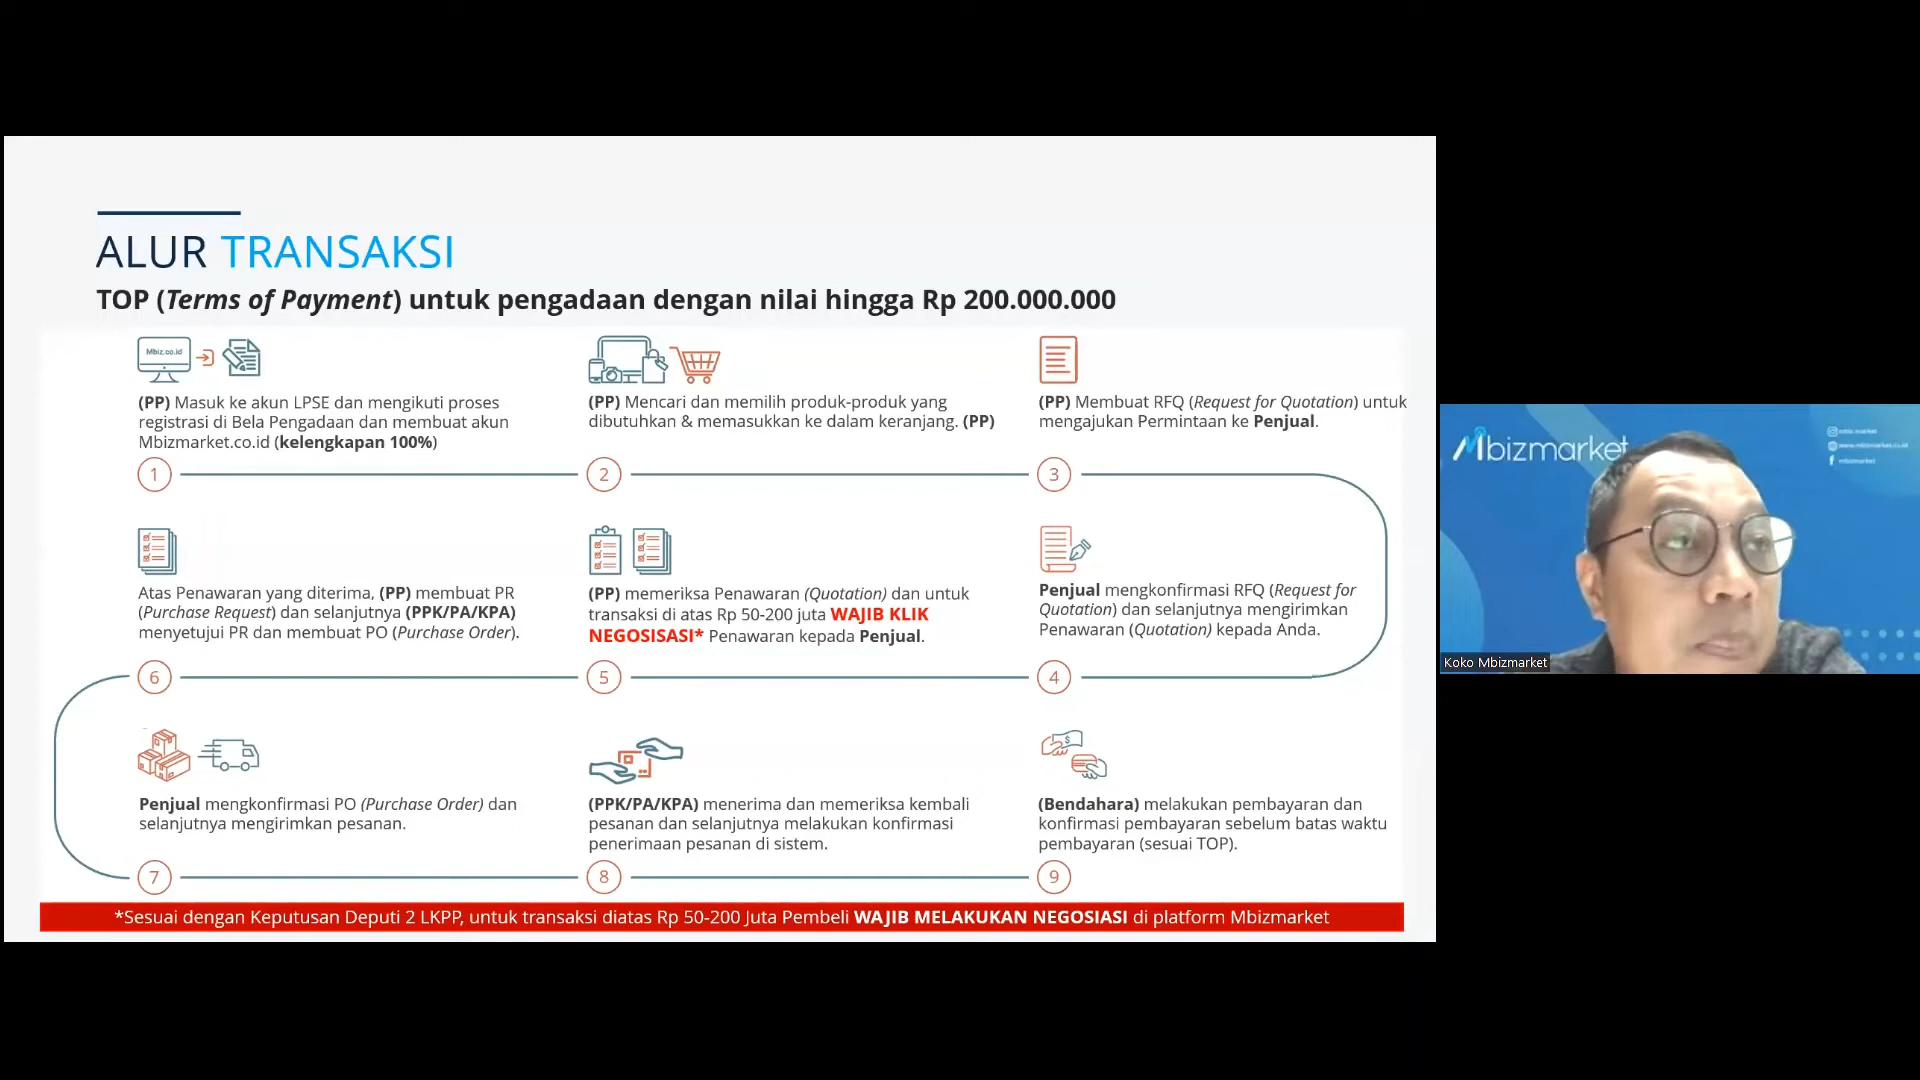 ALUR TRANSAKSI
TOP (Terms of Payment) untuk pengadaan dengan nilai hingga Rp 200.000.000
Mbiz.co.id
(PP) Masuk ke akun LPSE dan mengikuti proses
registrasi di Bela Pengadaan dan membuat akun
Mbizmarket.co.id (kelengkapan 100%)
1
(PP) Mencari dan memilih produk-produk yang
dibutuhkan & memasukkan ke dalam keranjang. (PP)
2
(PP) Membuat RFQ (Request for Quotation) untuk
mengajukan Permintaan ke Penjual.
3
Penjual mengkonfirmasi RFQ (Request for
Quotation) dan selanjutnya mengirimkan
Penawaran (Quotation) kepada Anda.
4
(PP) memeriksa Penawaran (Quotation) dan untuk
transaksi di atas Rp 50-200 juta WAJIB KLIK
NEGOSISASI* Penawaran kepada Penjual.
5
Atas Penawaran yang diterima, (PP) membuat PR
(Purchase Request) dan selanjutnya (PPK/PA/KPA)
menyetujui PR dan membuat PO (Purchase Order).
6
Penjual mengkonfirmasi PO (Purchase Order) dan
selanjutnya mengirimkan pesanan.
7
(PPK/PA/KPA) menerima dan memeriksa kembali
pesanan dan selanjutnya melakukan konfirmasi
penerimaan pesanan di sistem.
8
(Bendahara) melakukan pembayaran dan
konfirmasi pembayaran sebelum batas waktu
pembayaran (sesuai TOP).
9
*Sesuai dengan Keputusan Deputi 2 LKPP, untuk transaksi diatas Rp 50-200 Juta Pembeli WAJIB MELAKUKAN NEGOSIASI di platform Mbizmarket
Mbizmarket
Koko Mbizmarket